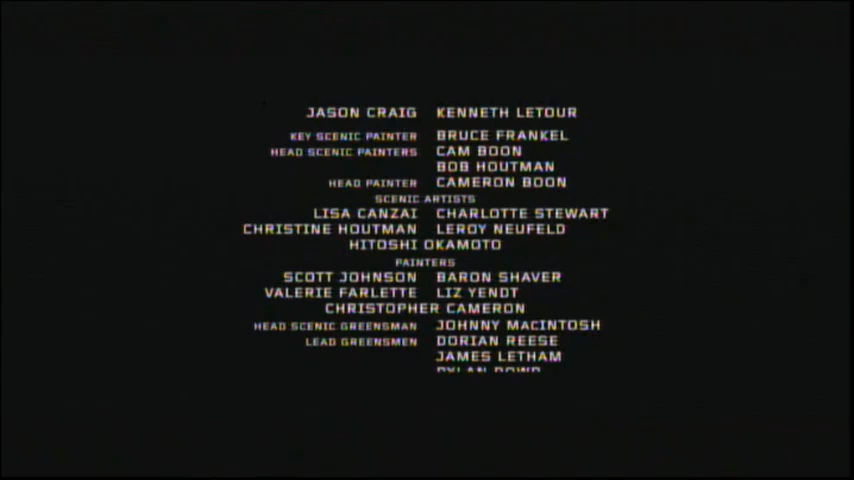 JASON CRAIG KENNETH LETOUR
KEY SCENIC PAINTER BRUCE FRANKEL
HEAD SCENIC PAINTERS CAM BOON
BOB HOUTMAN
HEAD PAINTER CAMERON BOON
SCENIC ARTISTS
LISA CANZAI CHARLOTTE STEWART
CHRISTINE HOUTMAN LEROY NEUFELD
HITOSHI OKAMOTO
PAINTERS
SCOTT JOHNSON BARON SHAVER
VALERIE FARLETTE LIZ YENDT
CHRISTOPHER CAMERON
HEAD SCENIC GREENSMAN JOHNNY MACINTOSH
LEAD GREENSMEN DORIAN REESE
JAMES LETHAM